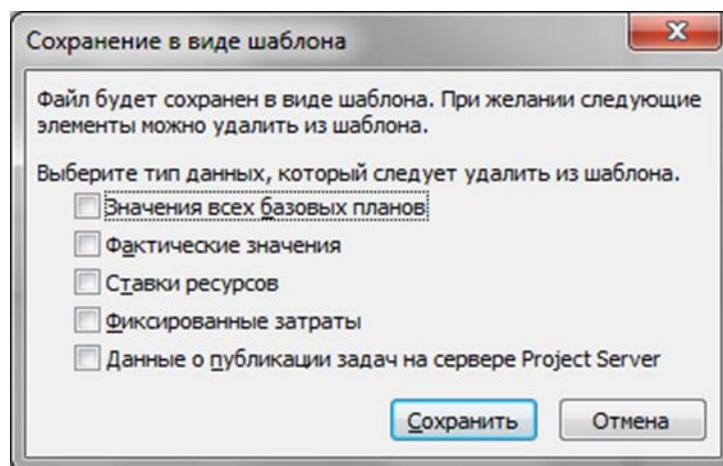 Сохранение в виде шаблона
Файл будет сохранен в виде шаблона. При желании следующие
элементы можно удалить из шаблона.
Выберите тип данных, который следует удалить из шаблона.
Значения всех базовых планов
Фактические значения
Ставки ресурсов
Фиксированные затраты
Данные о публикации задач на сервере Project Server
Сохранить Отмена